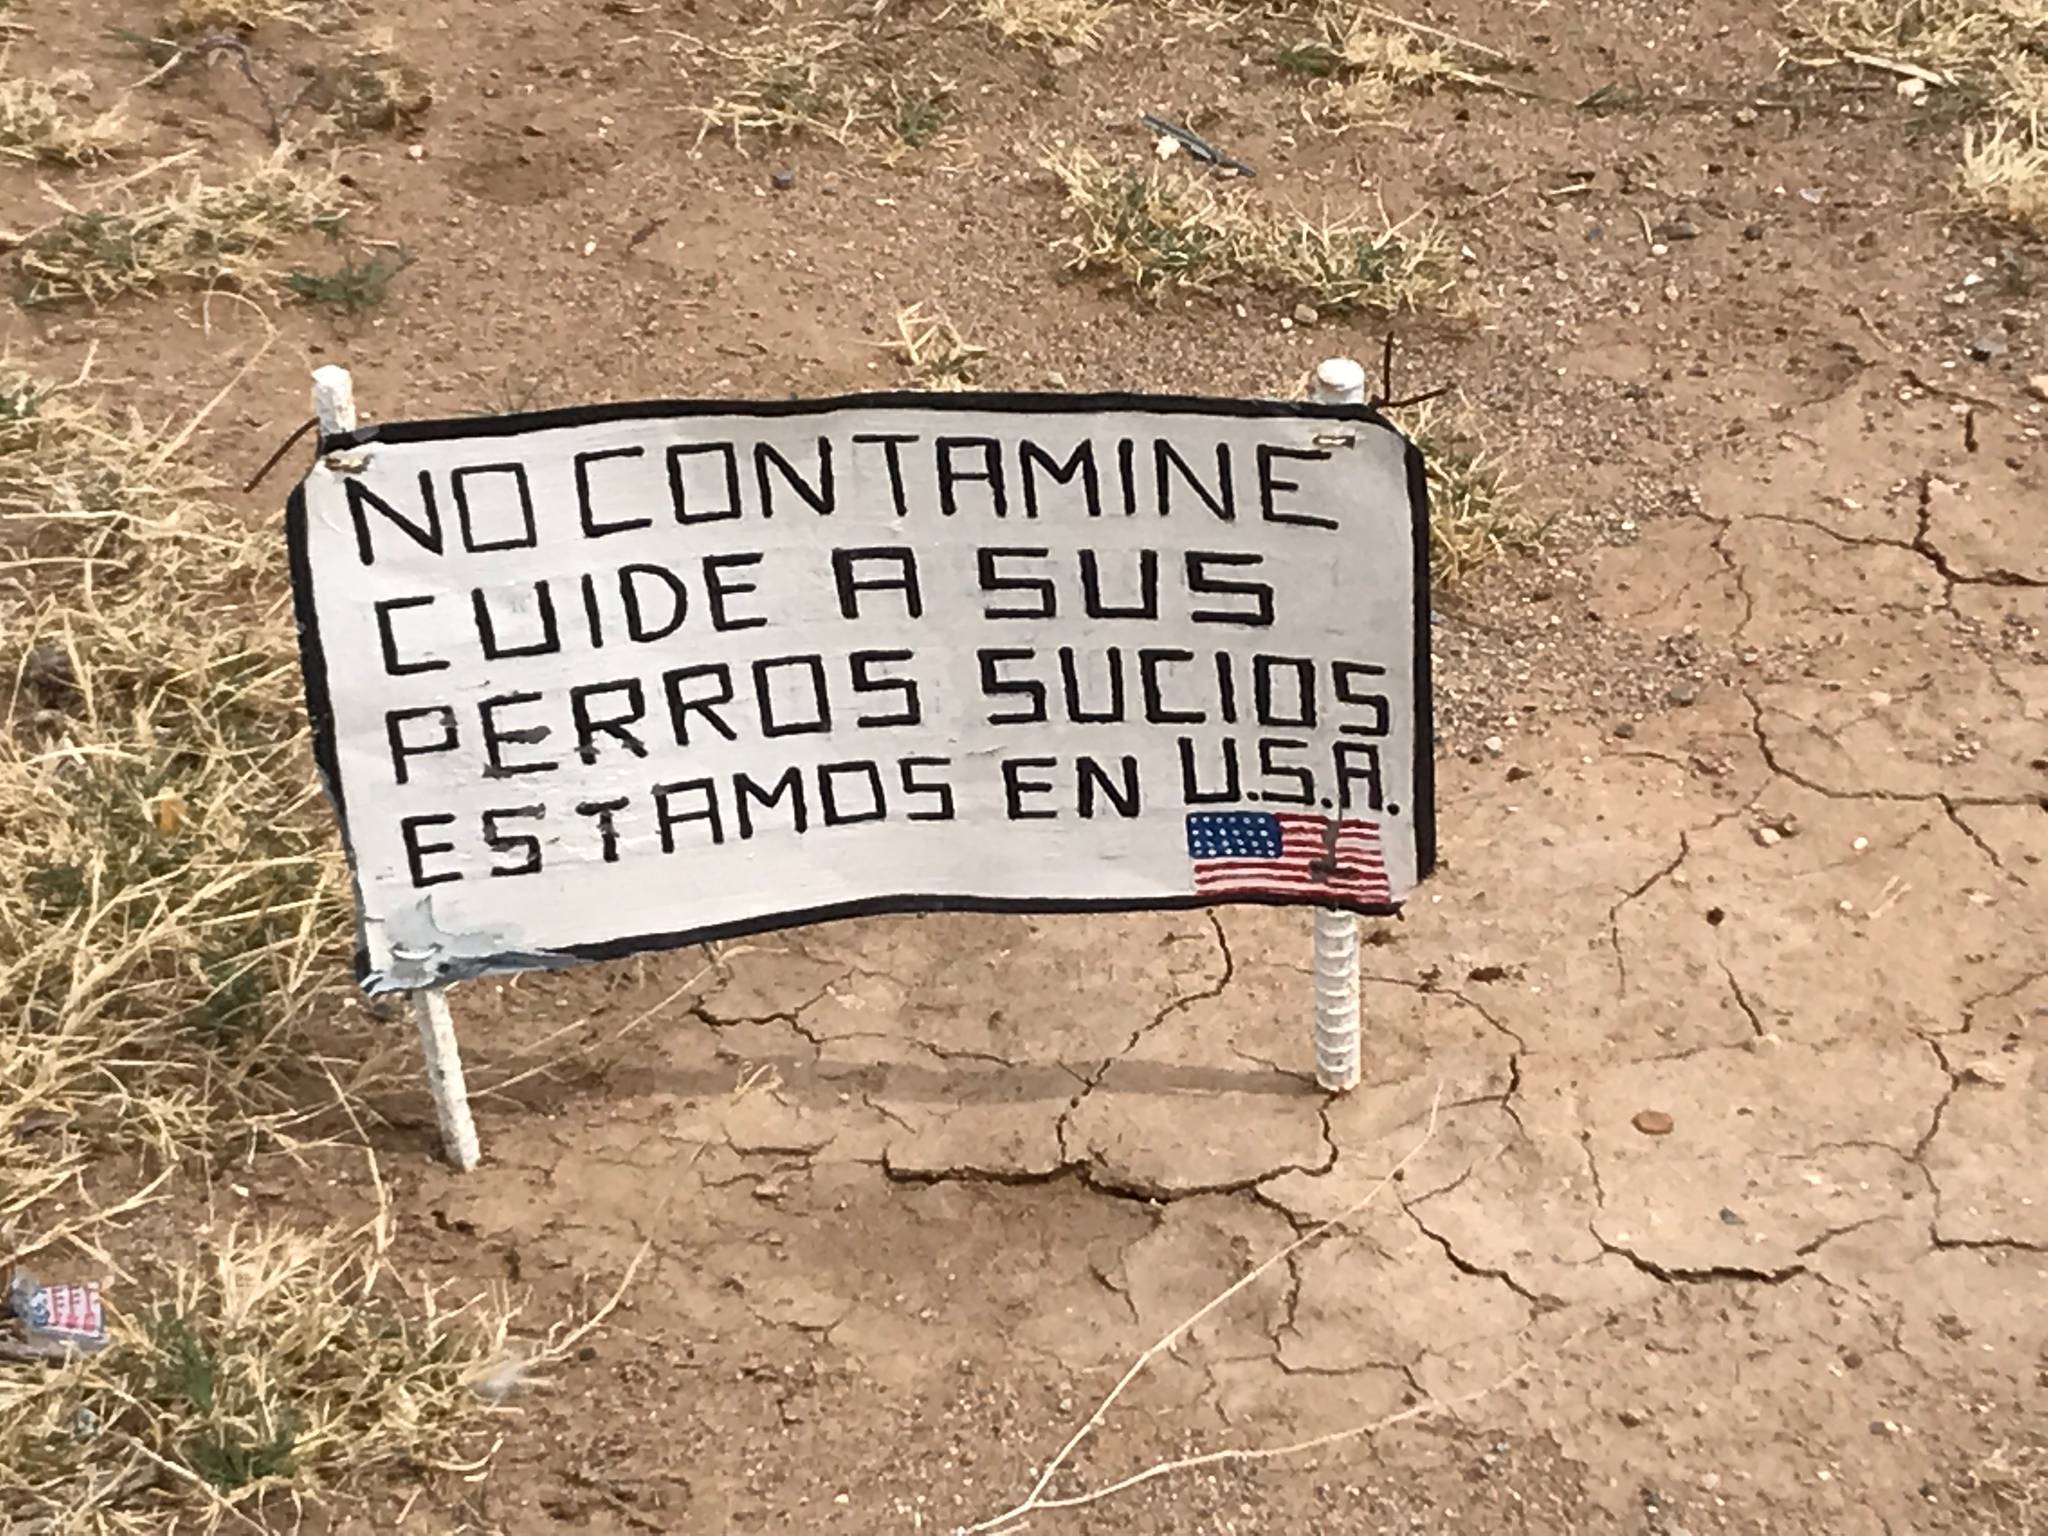 NO CONTAMINE
CUIDE A SUS
PERROS SUCIOS
ESTAMOS EN U.S.A.